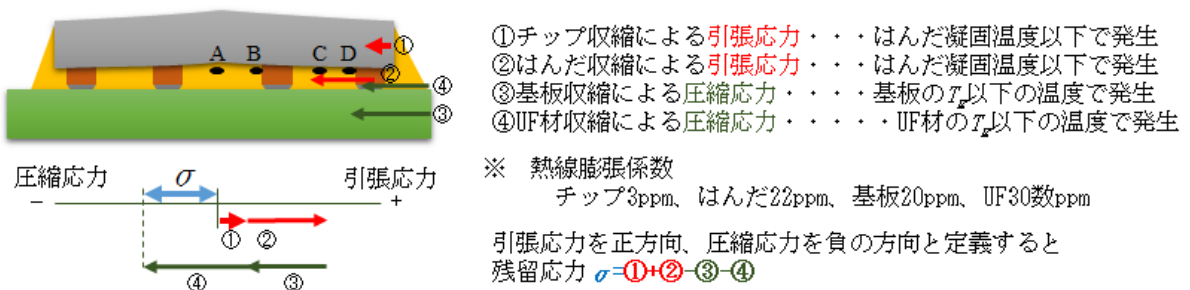 A B C D
①
②
④
③
①チップ収縮による引張応力・・・はんだ凝固温度以下で発生
②はんだ収縮による引張応力・・・はんだ凝固温度以下で発生
③基板収縮による圧縮応力・・・・基板のTg以下の温度で発生
④UF材収縮による圧縮応力・・・・・UF材のTg以下の温度で発生
※ 熱線膨張係数
チップ3ppm、はんだ22ppm、基板20ppm、UF30数ppm
引張応力を正方向、圧縮応力を負の方向と定義すると
残留応力 σ=①+②-③-④
圧縮応力 σ 引張応力
− +
① ②
④ ③